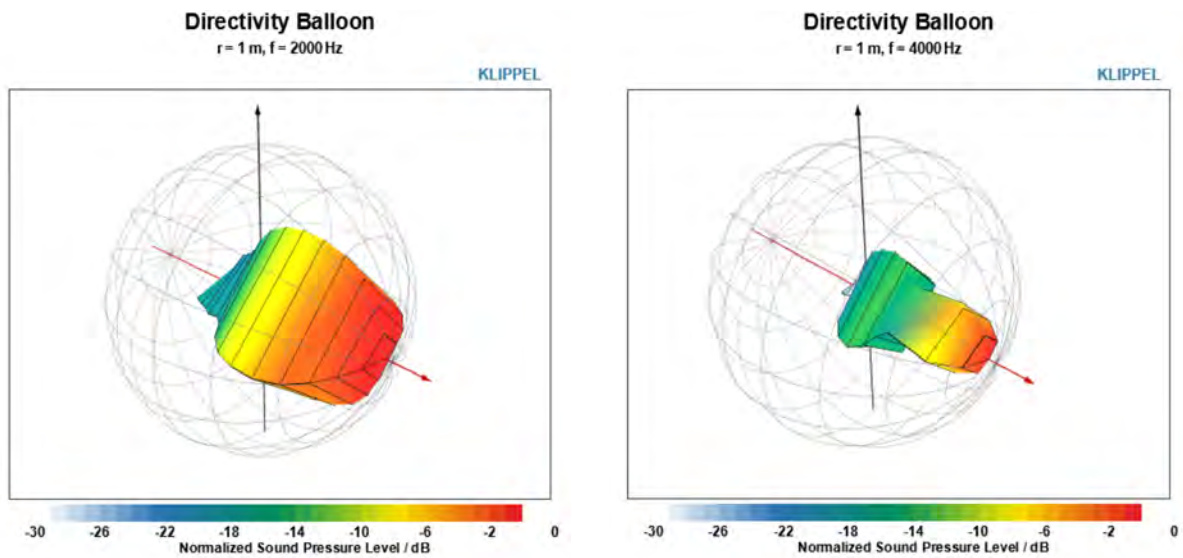 Directivity Balloon
r = 1 m, f = 2000 Hz
KLIPPEL
-30 -26 -22 -18 -14 -10 -6 -2 0
Normalized Sound Pressure Level / dB
Directivity Balloon
r = 1 m, f = 4000 Hz
KLIPPEL
-30 -26 -22 -18 -14 -10 -6 -2 0
Normalized Sound Pressure Level / dB